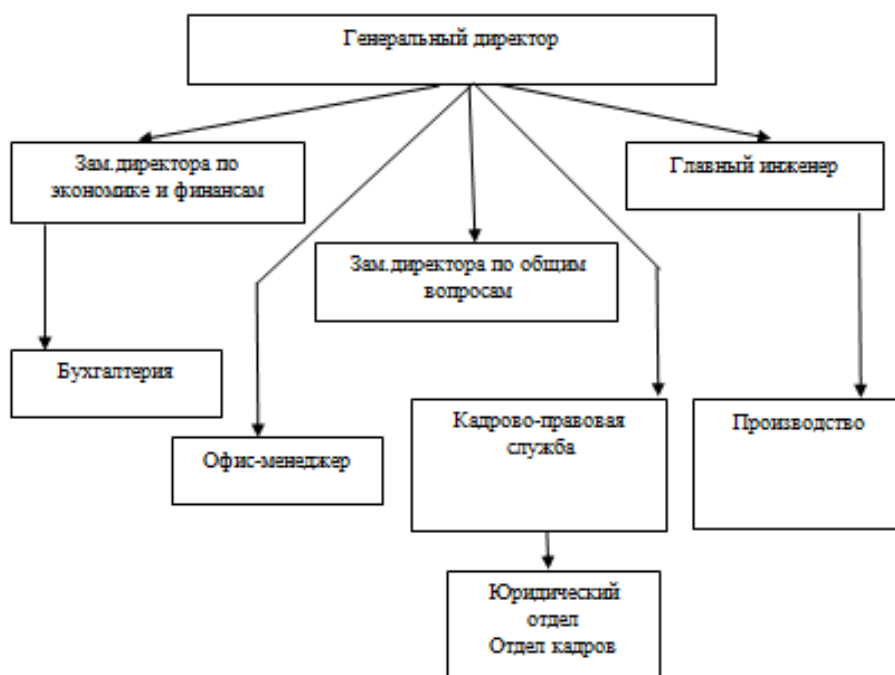 Генеральный директор
Зам.директора по
экономике и финансам
Главный инженер
Зам.директора по общим
вопросам
Бухгалтерия
Офис-менеджер
Кадрово-правовая
служба
Производство
Юридический
отдел
Отдел кадров